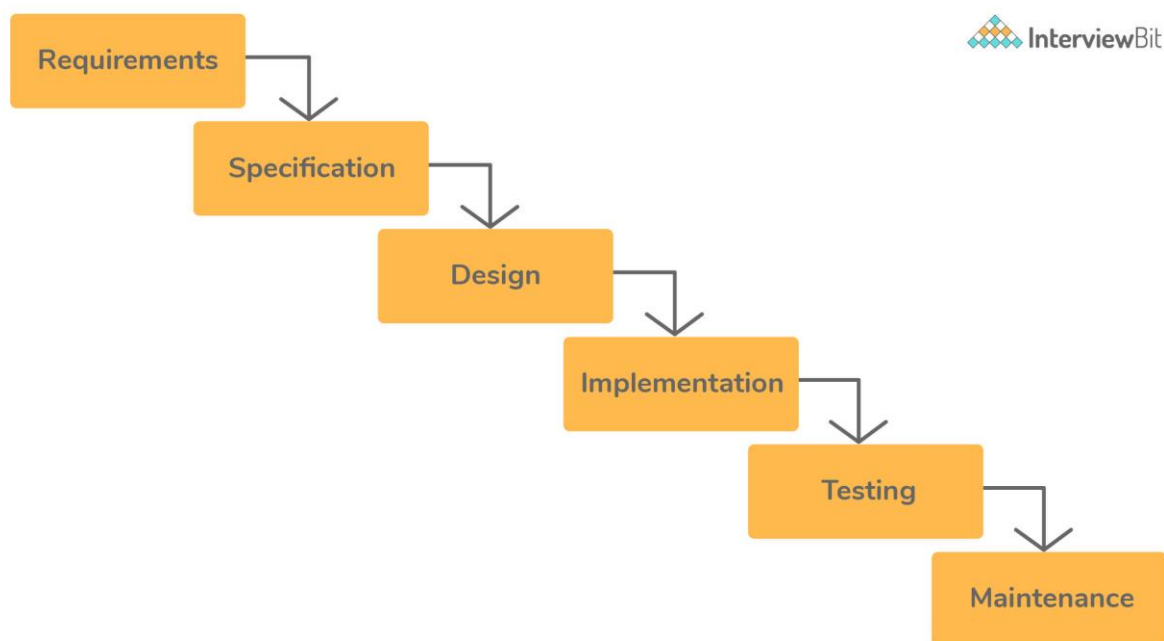 InterviewBit
Requirements
Specification
Design
Implementation
Testing
Maintenance